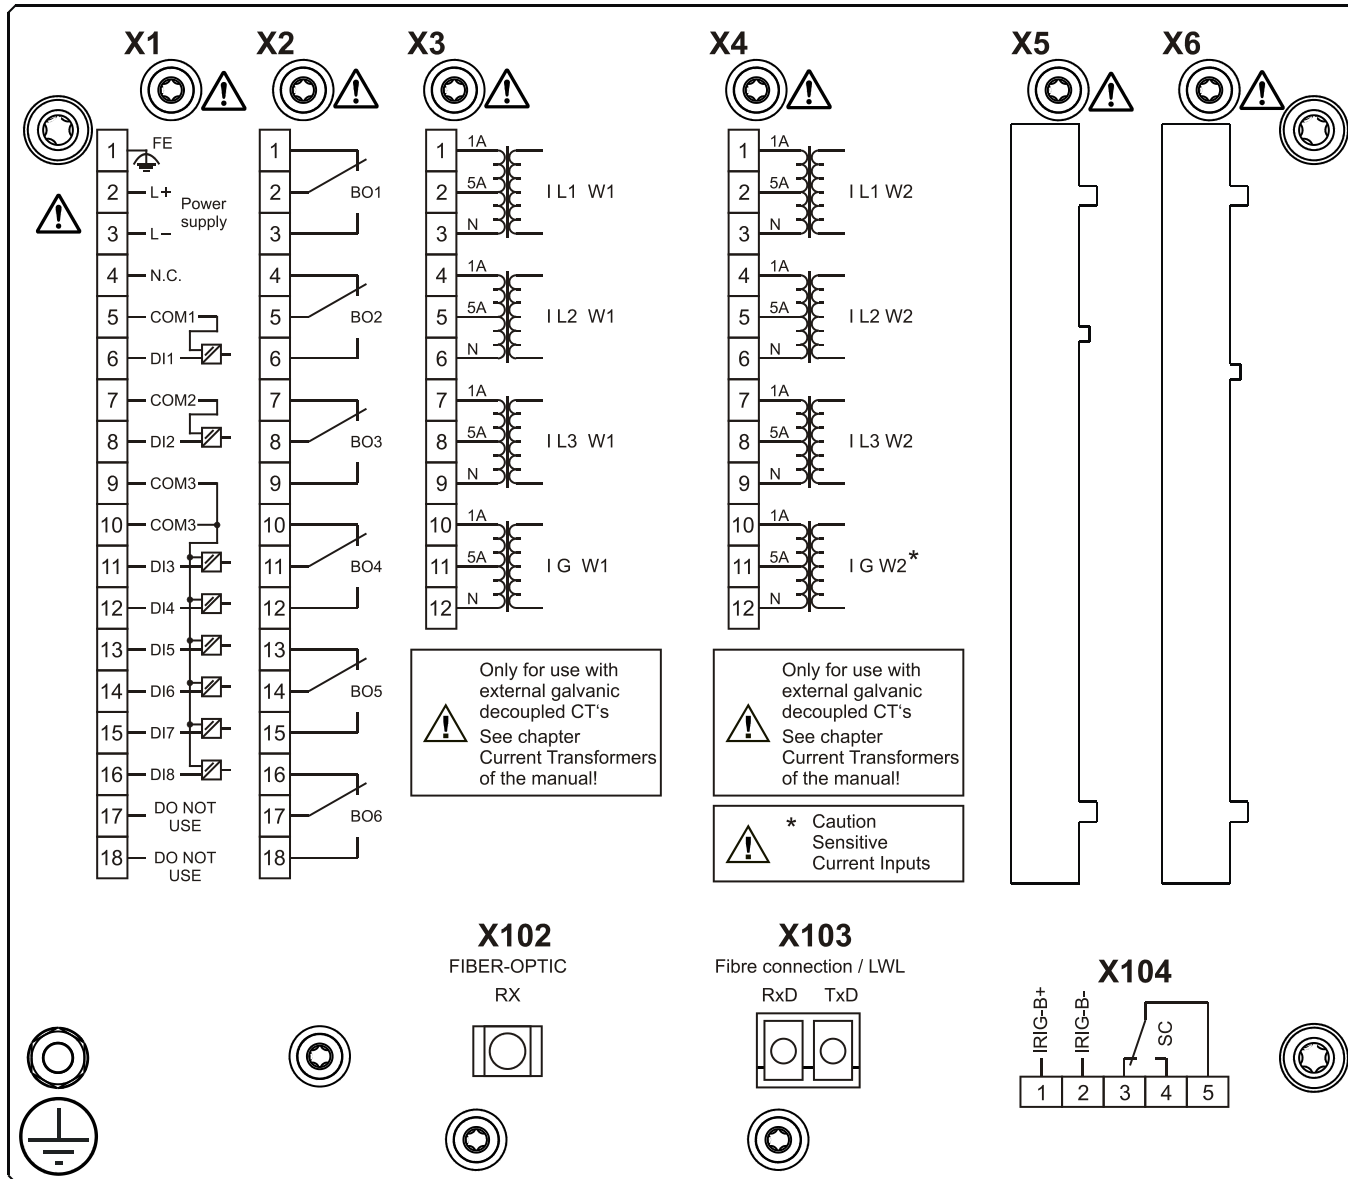 X1 X2 X3 X4 X5 X6
1 FE
2 L+
Power
supply
3 L–
4 N.C.
5 COM1
6 DI1
7 COM2
8 DI2
9 COM3
10 COM3
11 DI3
12 DI4
13 DI5
14 DI6
15 DI7
16 DI8
17 DO NOT
USE
18 DO NOT
USE
1
2 BO1
3
4
5 BO2
6
7
8 BO3
9
10
11 BO4
12
13
14 BO5
15
16
17 BO6
18
1 1A
2 5A I L1 W1
3 N
4 1A
5 5A I L2 W1
6 N
7 1A
8 5A I L3 W1
9 N
10 1A
11 5A I G W1
12 N
Only for use with
external galvanic
decoupled CT‘s
See chapter
Current Transformers
of the manual!
1 1A
2 5A I L1 W2
3 N
4 1A
5 5A I L2 W2
6 N
7 1A
8 5A I L3 W2
9 N
10 1A
11 5A I G W2*
12 N
Only for use with
external galvanic
decoupled CT‘s
See chapter
Current Transformers
of the manual!
* Caution
Sensitive
Current Inputs
X102
FIBER-OPTIC
RX
X103
Fibre connection / LWL
RxD TxD
X104
IRIG-B+
IRIG-B-
SC
1 2 3 4 5